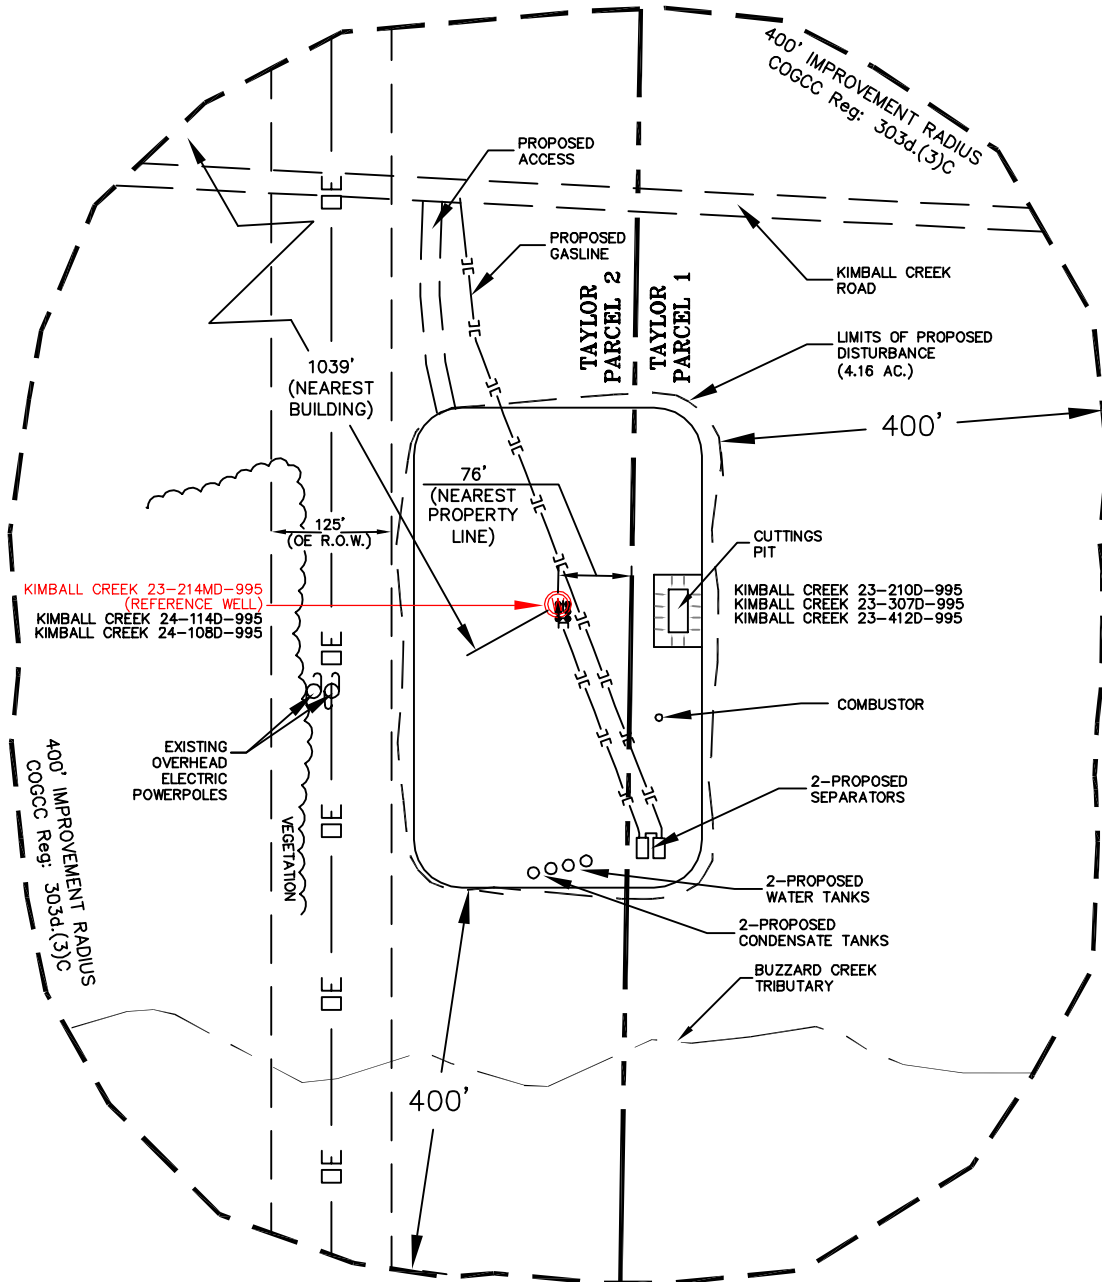 400' IMPROVEMENT RADIUS
COGCC Reg: 303d.(3)C
PROPOSED
ACCESS
OE
PROPOSED
GASLINE
TAYLOR
PARCEL 2
TAYLOR
PARCEL 1
KIMBALL CREEK
ROAD
LIMITS OF PROPOSED
DISTURBANCE
(4.16 AC.)
1039'
(NEAREST
BUILDING)
400'
76'
(NEAREST
PROPERTY
LINE)
125'
(OE R.O.W.)
CUTTINGS
PIT
KIMBALL CREEK 23-214MD-995
(REFERENCE WELL)
KIMBALL CREEK 24-114D-995
KIMBALL CREEK 24-108D-995
KIMBALL CREEK 23-210D-995
KIMBALL CREEK 23-307D-995
KIMBALL CREEK 23-412D-995
OE
COMBUSTOR
EXISTING
OVERHEAD
ELECTRIC
POWERPOLES
2-PROPOSED
SEPARATORS
OE
VEGETATION
400' IMPROVEMENT RADIUS
COGCC Reg: 303d.(3)C
2-PROPOSED
WATER TANKS
2-PROPOSED
CONDENSATE TANKS
BUZZARD CREEK
TRIBUTARY
OE
400'
OE